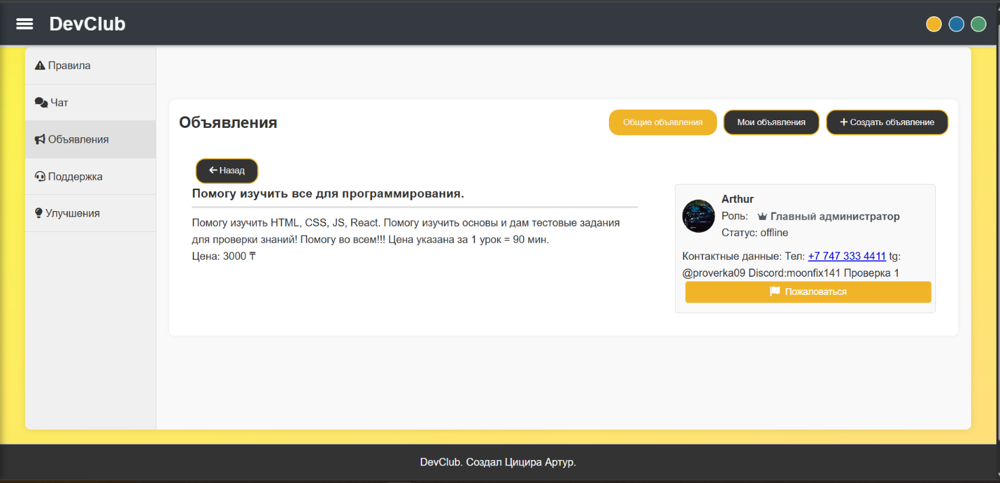 DevClub
Правила
Чат
Объявления
Поддержка
Улучшения
Объявления
Общие объявления
Мои объявления
+ Создать объявление
Назад
Помогу изучить все для программирования.
Помогу изучить HTML, CSS, JS, React. Помогу изучить основы и дам тестовые задания
для проверки знаний! Помогу во всем!!! Цена указана за 1 урок = 90 мин.
Цена: 3000 ₸
Arthur
Роль: Главный администратор
Статус: offline
Контактные данные: Тел: +7 747 333 4411 tg:
@proverka09 Discord:moonfix141 Проверка 1
Пожаловаться
DevClub. Создал Цицира Артур.